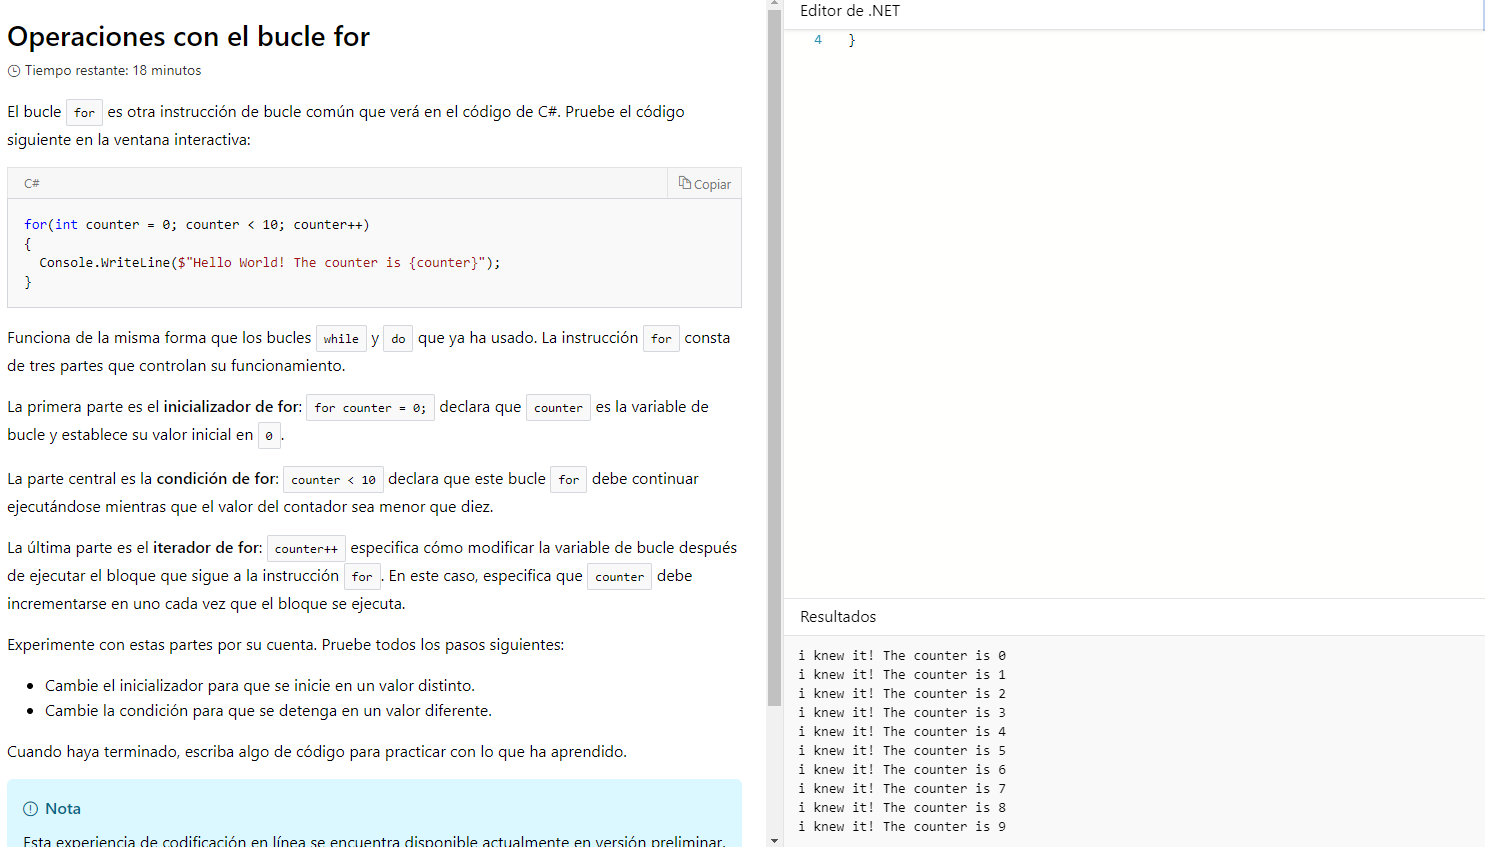 Operaciones con el bucle for
Tiempo restante: 18 minutos
El bucle for es otra instrucción de bucle común que verá en el código de C#. Pruebe el código
siguiente en la ventana interactiva:
C#
Copiar
for(int counter = 0; counter < 10; counter++)
{
  Console.WriteLine($"Hello World! The counter is {counter}");
}
Funciona de la misma forma que los bucles while y do que ya ha usado. La instrucción for consta
de tres partes que controlan su funcionamiento.
La primera parte es el inicializador de for: for counter = 0; declara que counter es la variable de
bucle y establece su valor inicial en 0.
La parte central es la condición de for: counter < 10 declara que este bucle for debe continuar
ejecutándose mientras que el valor del contador sea menor que diez.
La última parte es el iterador de for: counter++ especifica cómo modificar la variable de bucle después
de ejecutar el bloque que sigue a la instrucción for. En este caso, especifica que counter debe
incrementarse en uno cada vez que el bloque se ejecuta.
Experimente con estas partes por su cuenta. Pruebe todos los pasos siguientes:
• Cambie el inicializador para que se inicie en un valor distinto.
• Cambie la condición para que se detenga en un valor diferente.
Cuando haya terminado, escriba algo de código para practicar con lo que ha aprendido.
Nota
Esta experiencia de codificación en línea se encuentra disponible actualmente en versión preliminar.
Editor de .NET
4 }
Resultados
i knew it! The counter is 0
i knew it! The counter is 1
i knew it! The counter is 2
i knew it! The counter is 3
i knew it! The counter is 4
i knew it! The counter is 5
i knew it! The counter is 6
i knew it! The counter is 7
i knew it! The counter is 8
i knew it! The counter is 9